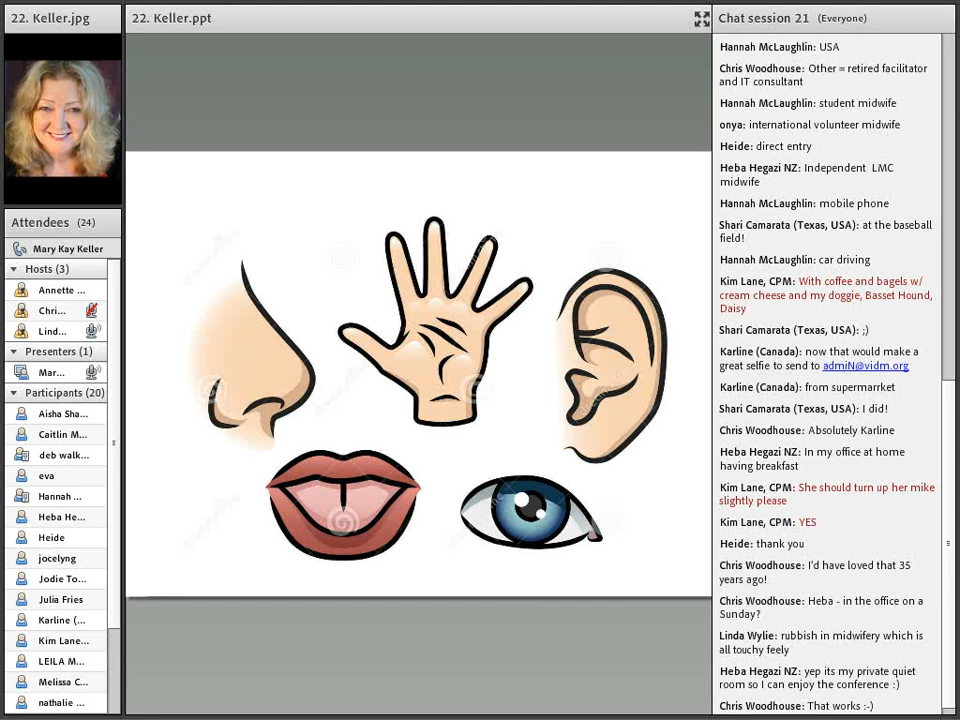 22. Keller.jpg
Attendees (24)
Mary Kay Keller
Hosts (3)
Annette ...
Chri...
Lind...
Presenters (1)
Mar...
Participants (20)
Aisha Sha...
Caitlin M...
deb walk...
eva
Hannah ...
Heba He...
Heide
jocelyng
Jodie To...
Julia Fries
Karline (...
Kim Lane...
LEILA M...
Melissa C...
nathalie ...
22. Keller.ppt
Chat session 21 (Everyone)
Hannah McLaughlin: USA
Chris Woodhouse: Other = retired facilitator
and IT consultant
Hannah McLaughlin: student midwife
onya: international volunteer midwife
Heide: direct entry
Heba Hegazi NZ: Independent LMC
midwife
Hannah McLaughlin: mobile phone
Shari Camarata (Texas, USA): at the baseball
field!
Hannah McLaughlin: car driving
Kim Lane, CPM: With coffee and bagels w/
cream cheese and my doggie, Basset Hound,
Daisy
Shari Camarata (Texas, USA): ;)
Karline (Canada): now that would make a
great selfie to send to admiN@vidm.org
Karline (Canada): from supermarrket
Shari Camarata (Texas, USA): I did!
Chris Woodhouse: Absolutely Karline
Heba Hegazi NZ: In my office at home
having breakfast
Kim Lane, CPM: She should turn up her mike
slightly please
Kim Lane, CPM: YES
Heide: thank you
Chris Woodhouse: I'd have loved that 35
years ago!
Chris Woodhouse: Heba - in the office on a
Sunday?
Linda Wylie: rubbish in midwifery which is
all touchy feely
Heba Hegazi NZ: yep its my private quiet
room so I can enjoy the conference :)
Chris Woodhouse: That works :-)